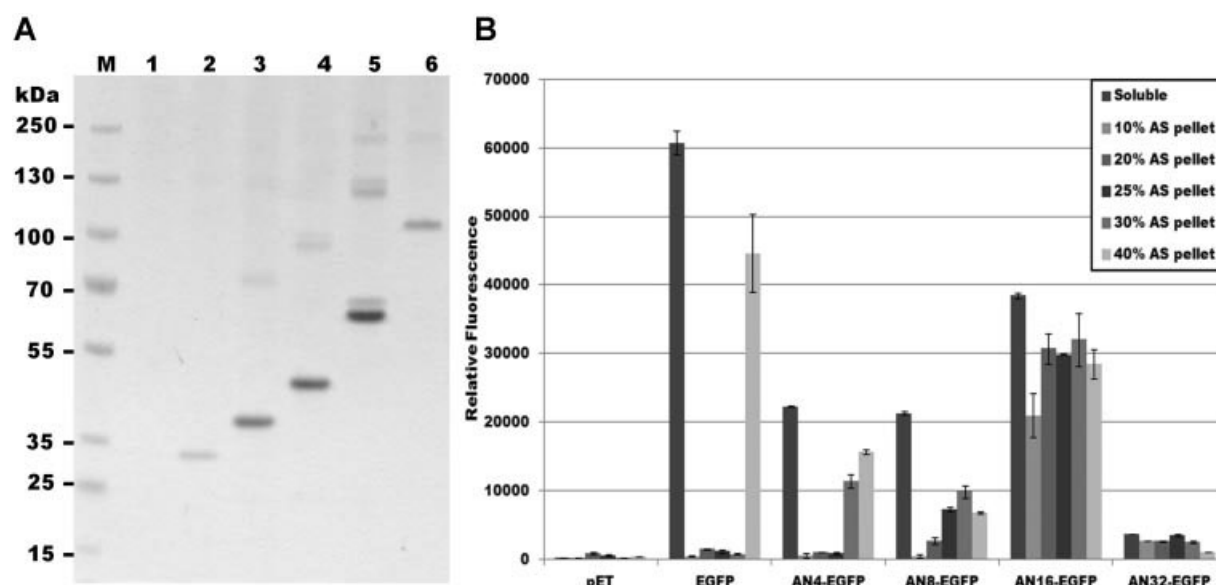 A
M 1 2 3 4 5 6
kDa
250
130
100
70
55
35
25
15
B
Relative Fluorescence
70000
60000
50000
40000
30000
20000
10000
0
pET EGFP AN4-EGFP AN8-EGFP AN16-EGFP AN32-EGFP
Soluble
10% AS pellet
20% AS pellet
25% AS pellet
30% AS pellet
40% AS pellet